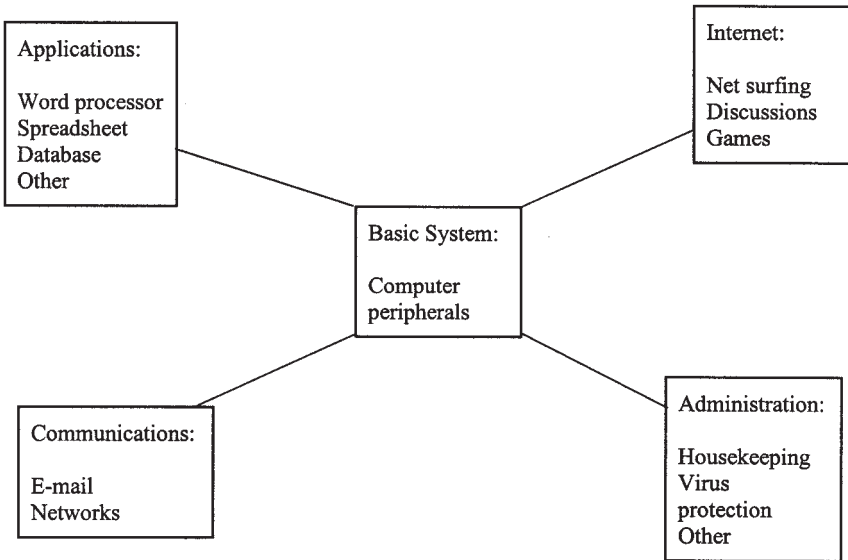 Applications:
Word processor
Spreadsheet
Database
Other
Internet:
Net surfing
Discussions
Games
Basic System:
Computer
peripherals
Communications:
E-mail
Networks
Administration:
Housekeeping
Virus
protection
Other